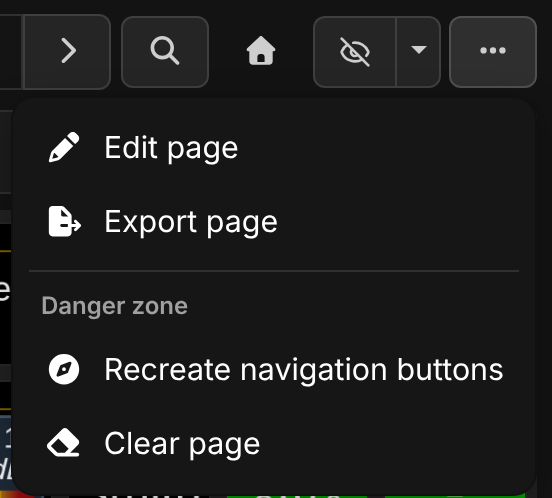 Edit page
Export page
Danger zone
Recreate navigation buttons
Clear page